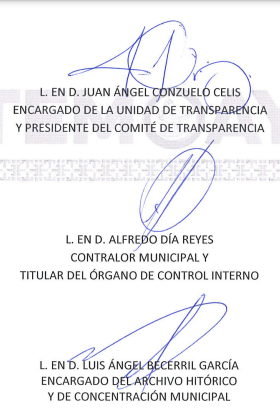 L. EN D. JUAN ÁNGEL CONZUELO CELIS
ENCARGADO DE LA UNIDAD DE TRANSPARENCIA
Y PRESIDENTE DEL COMITÉ DE TRANSPARENCIA
TEMOAY
L. EN D. ALFREDO DÍA REYES
CONTRALOR MUNICIPAL Y
TITULAR DEL ÓRGANO DE CONTROL INTERNO
L. EN D. LUIS ÁNGEL BECERRIL GARCÍA
ENCARGADO DEL ARCHIVO HITÓRICO
Y DE CONCENTRACIÓN MUNICIPAL